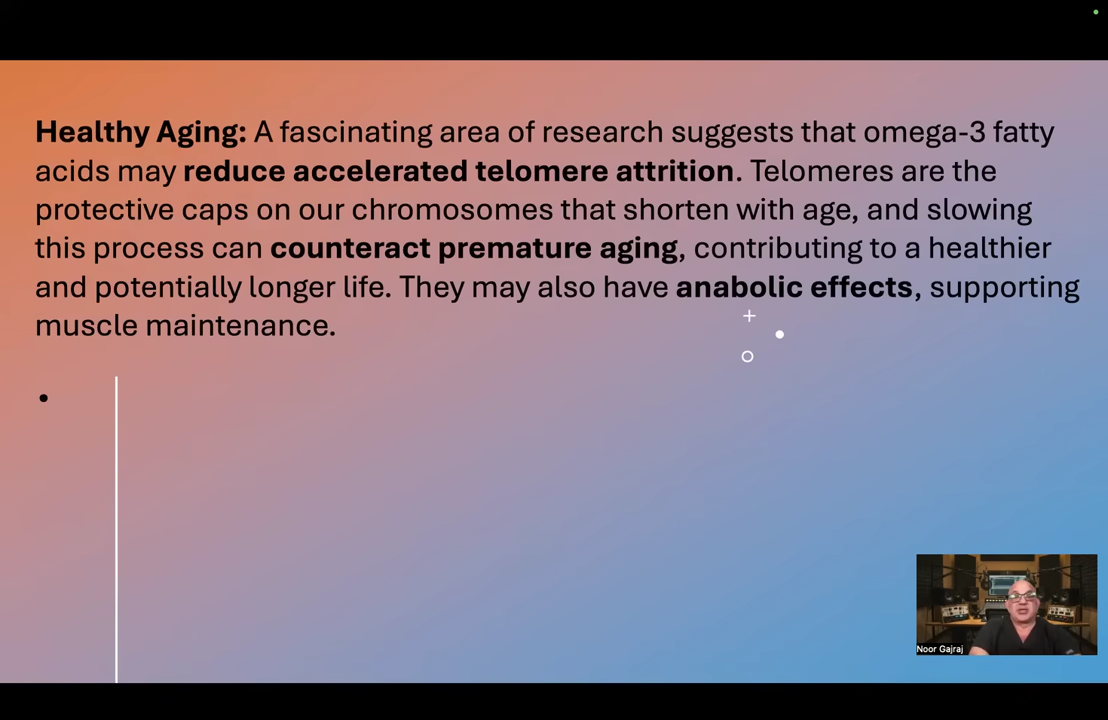 Healthy Aging: A fascinating area of research suggests that omega-3 fatty
acids may reduce accelerated telomere attrition. Telomeres are the
protective caps on our chromosomes that shorten with age, and slowing
this process can counteract premature aging, contributing to a healthier
and potentially longer life. They may also have anabolic effects, supporting
muscle maintenance.
Noor Gajraj